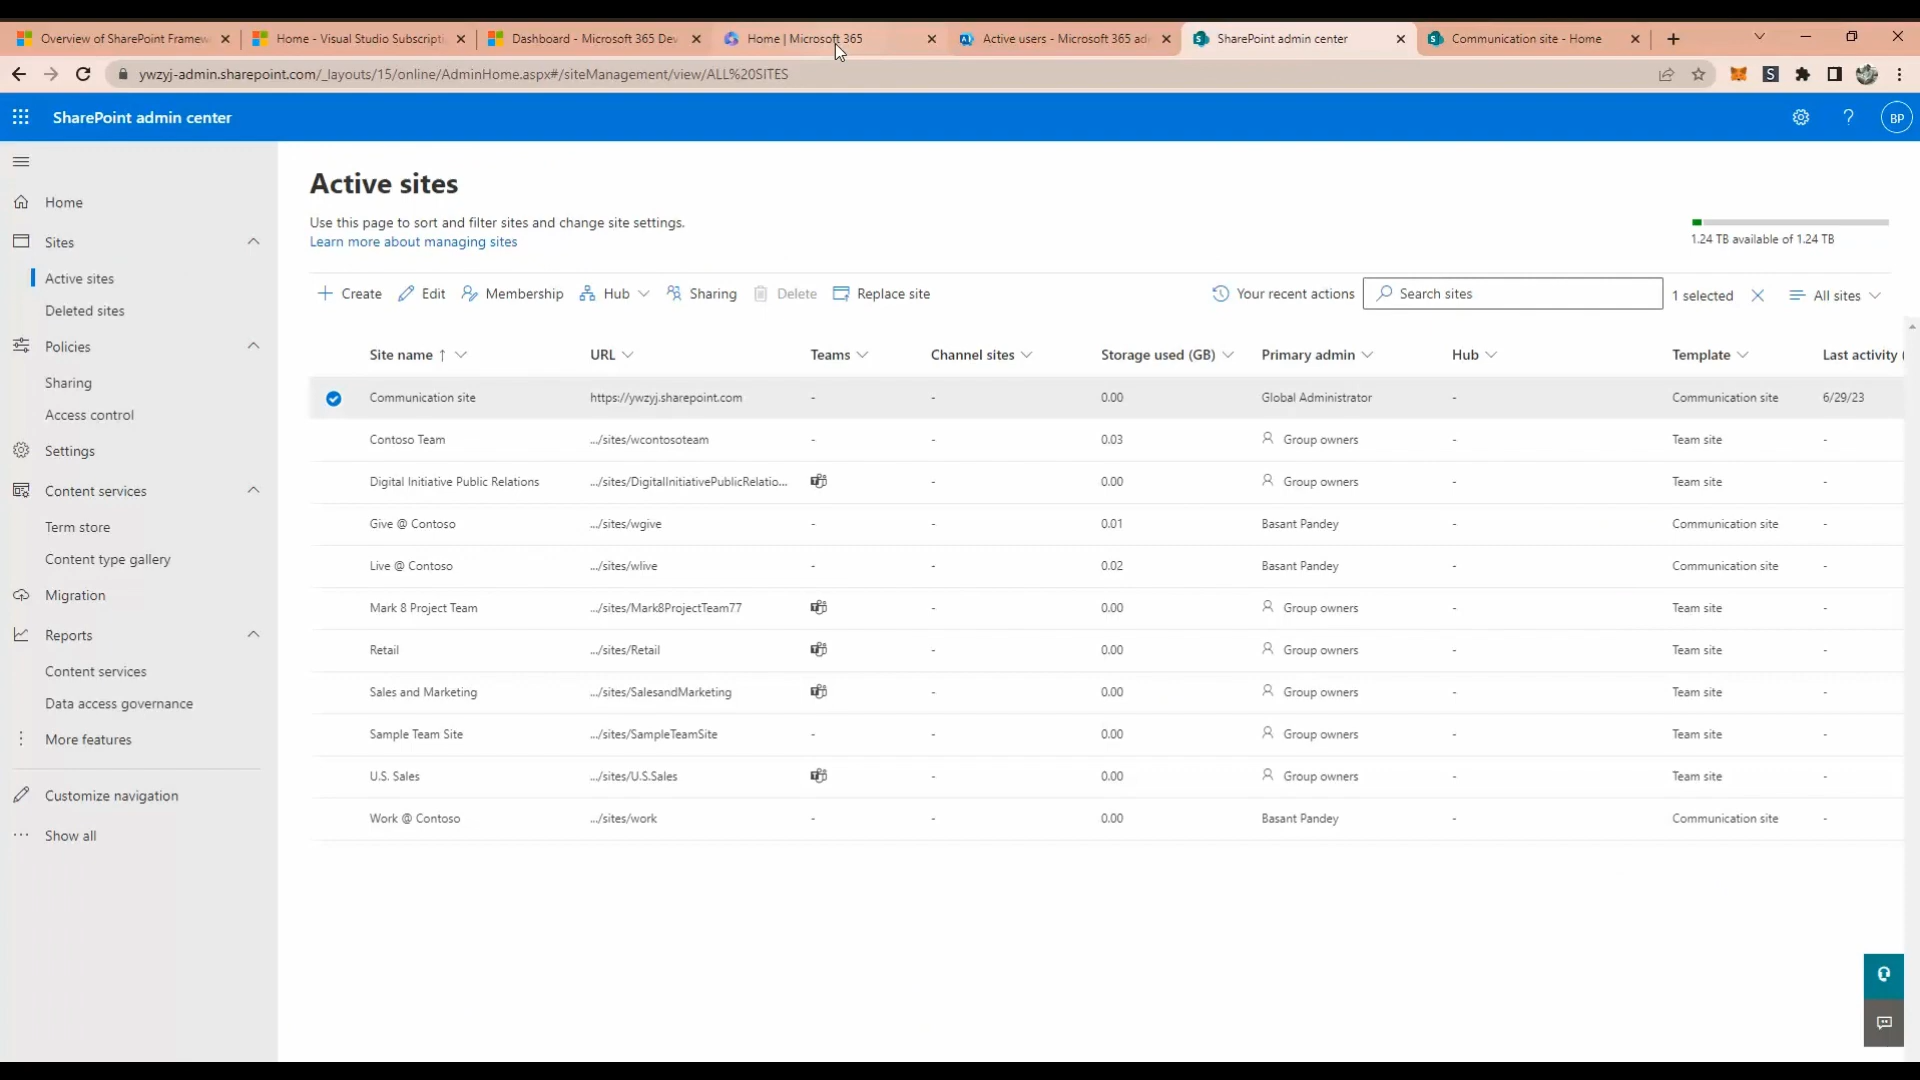 Overview of SharePoint Framew
Home - Visual Studio Subscripti
Dashboard - Microsoft 365 Dev
Home | Microsoft 365
Active users - Microsoft 365 ad
SharePoint admin center
Communication site - Home
ywzyj-admin.sharepoint.com/_layouts/15/online/AdminHome.aspx#/siteManagement/view/ALL%20SITES
SharePoint admin center
BP
Home
Sites
Active sites
Deleted sites
Policies
Sharing
Access control
Settings
Content services
Term store
Content type gallery
Migration
Reports
Content services
Data access governance
More features
Customize navigation
Show all
Active sites
Use this page to sort and filter sites and change site settings.
Learn more about managing sites
1.24 TB available of 1.24 TB
Create Edit Membership Hub Sharing Delete Replace site Your recent actions Search sites 1 selected All sites
Site name ↑ URL Teams Channel sites Storage used (GB) Primary admin Hub Template Last activity (
Communication site https://ywzyj.sharepoint.com - - 0.00 Global Administrator - Communication site 6/29/23
Contoso Team .../sites/wcontosoteam - - 0.03 Group owners - Team site -
Digital Initiative Public Relations .../sites/DigitalInitiativePublicRelatio... - 0.00 Group owners - Team site -
Give @ Contoso .../sites/wgive - - 0.01 Basant Pandey - Communication site -
Live @ Contoso .../sites/wlive - - 0.02 Basant Pandey - Communication site -
Mark 8 Project Team .../sites/Mark8ProjectTeam77 - 0.00 Group owners - Team site -
Retail .../sites/Retail - 0.00 Group owners - Team site -
Sales and Marketing .../sites/SalesandMarketing - 0.00 Group owners - Team site -
Sample Team Site .../sites/SampleTeamSite - - 0.00 Group owners - Team site -
U.S. Sales .../sites/U.S.Sales - 0.00 Group owners - Team site -
Work @ Contoso .../sites/work - - 0.00 Basant Pandey - Communication site -